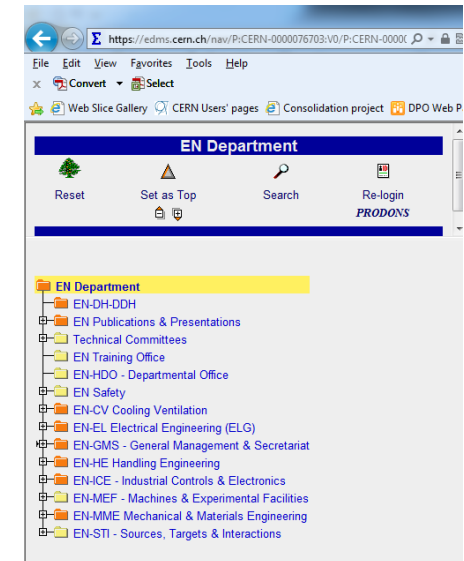 https://edms.cern.ch/nav/P:CERN-0000076703:V0/P:CERN-0000(
File Edit View Favorites Tools Help
x Convert Select
Web Slice Gallery CERN Users' pages Consolidation project DPO Web P
EN Department
Reset Set as Top Search Re-login
PRODONS
EN Department
EN-DH-DDH
EN Publications & Presentations
Technical Committees
EN Training Office
EN-HDO - Departmental Office
EN Safety
EN-CV Cooling Ventilation
EN-EL Electrical Engineering (ELG)
EN-GMS - General Management & Secretariat
EN-HE Handling Engineering
EN-ICE - Industrial Controls & Electronics
EN-MEF - Machines & Experimental Facilities
EN-MME Mechanical & Materials Engineering
EN-STI - Sources, Targets & Interactions